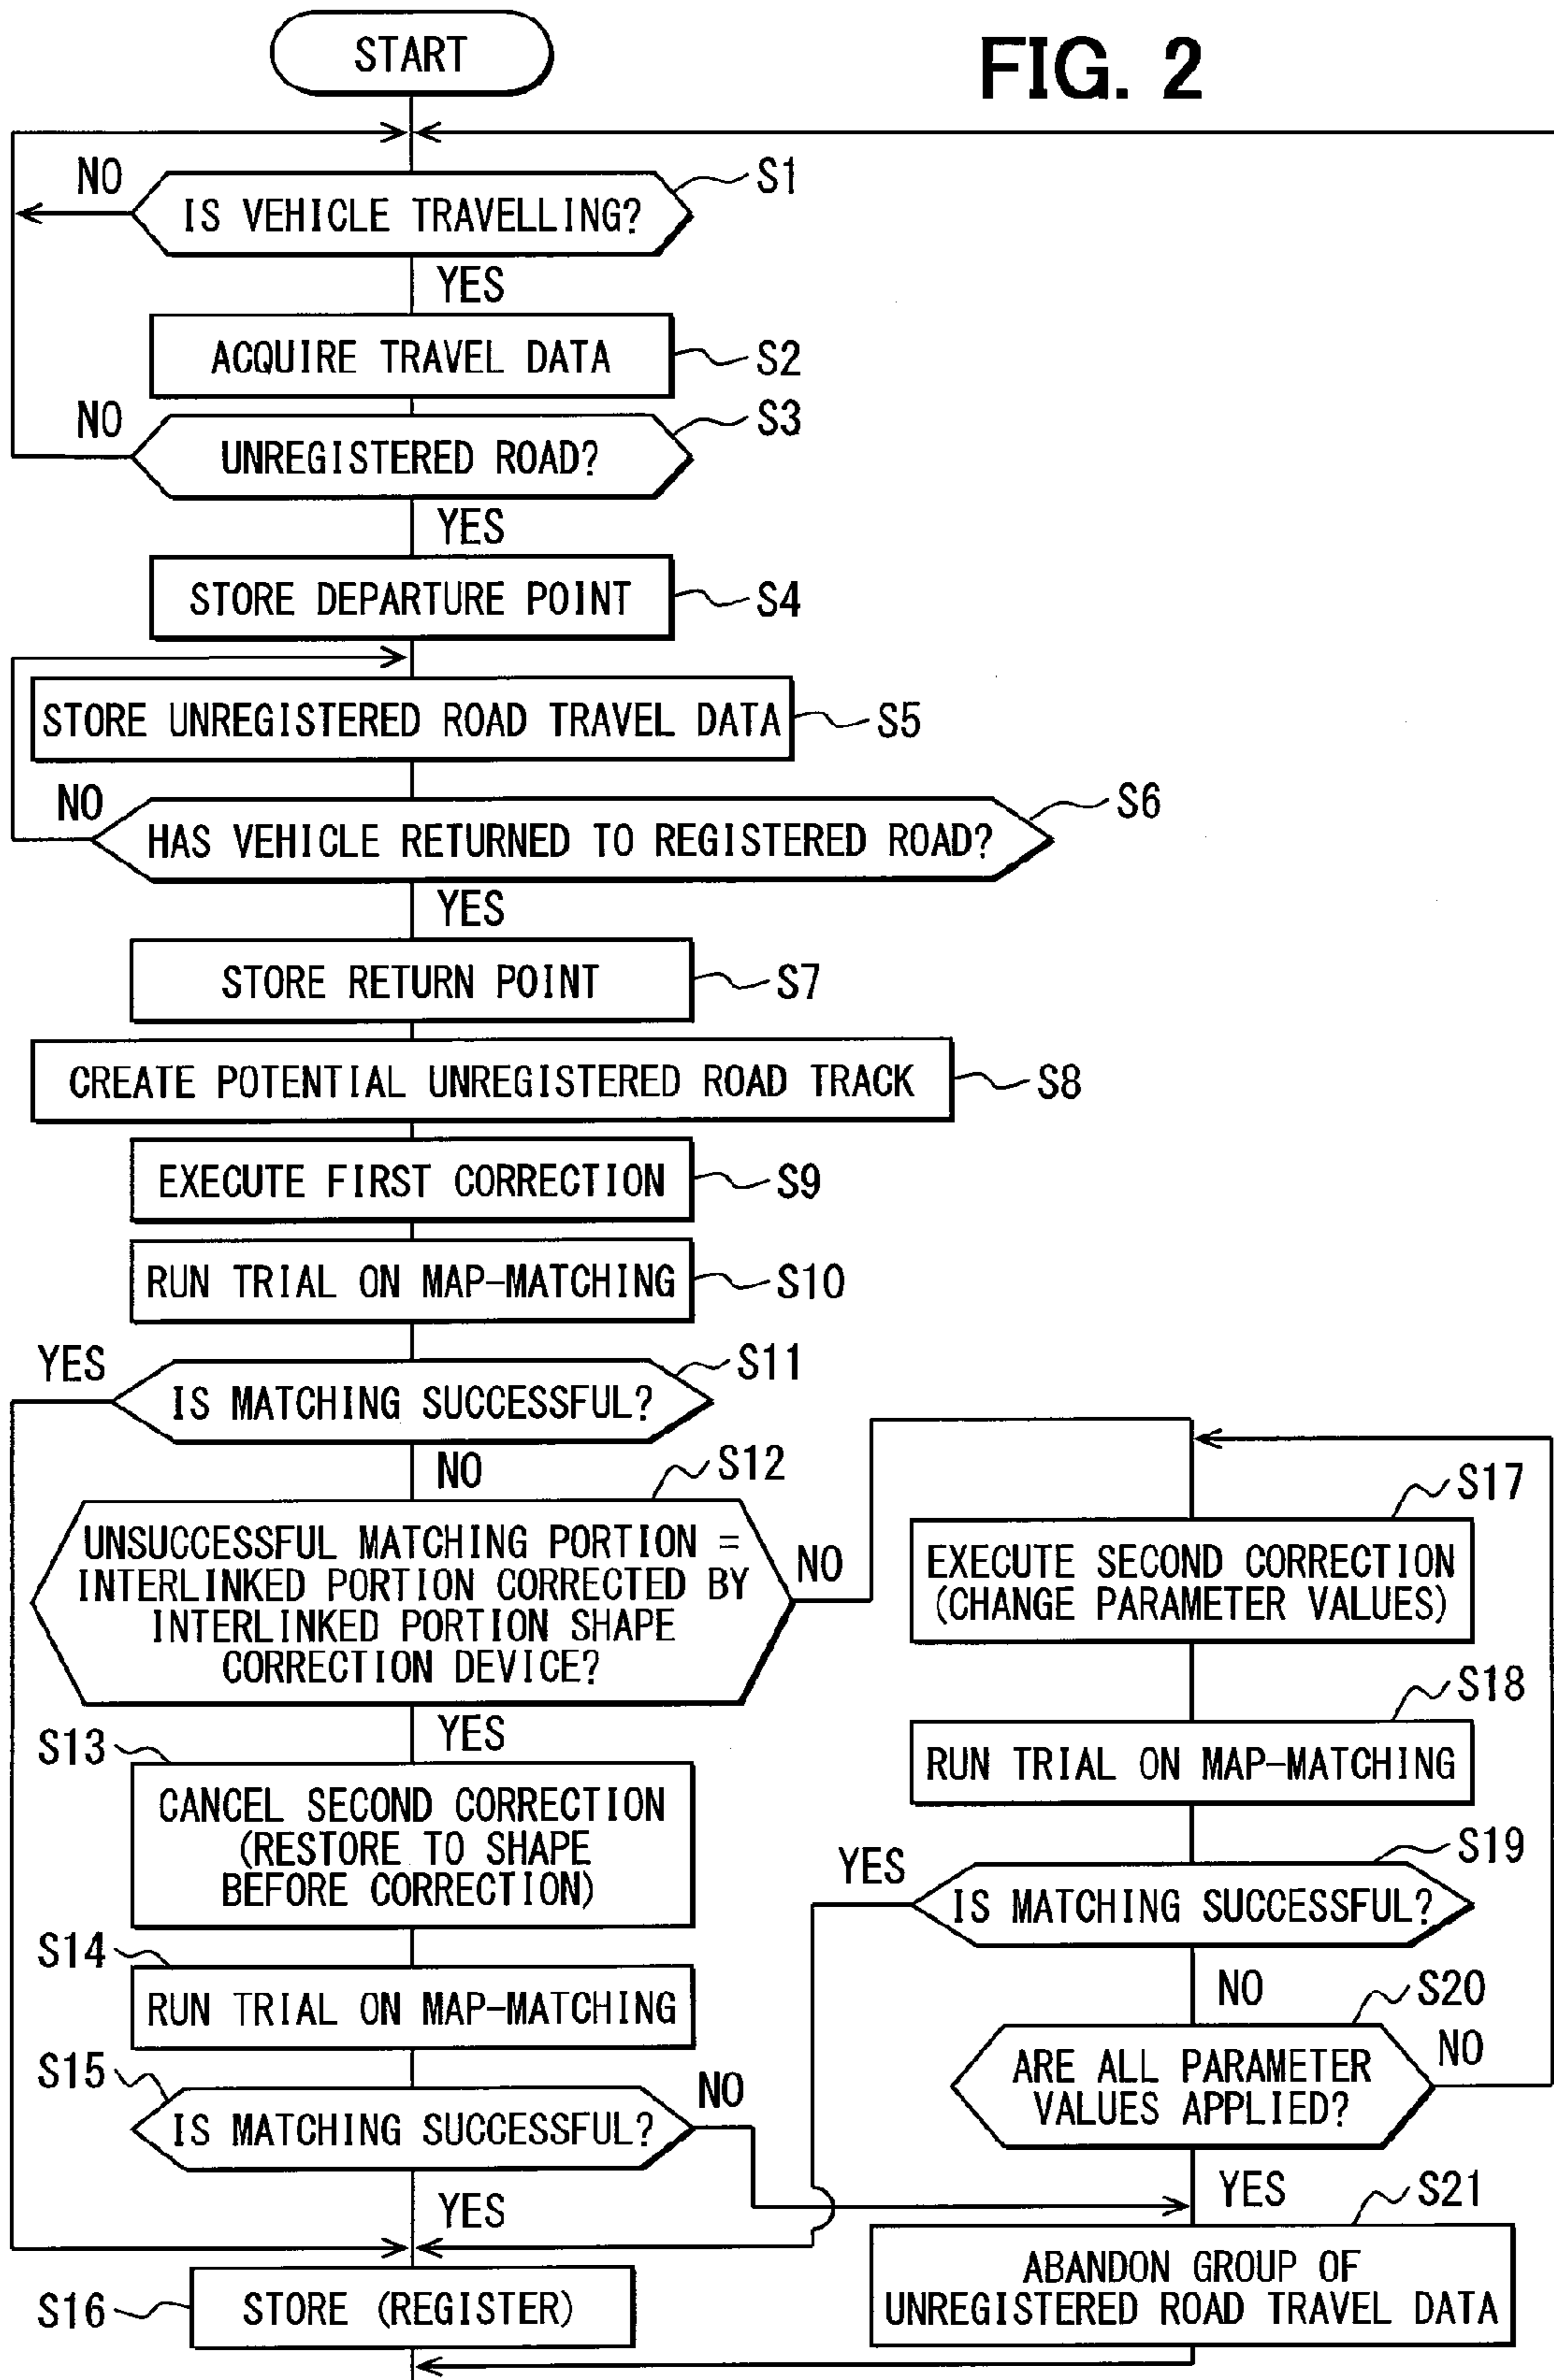 FIG. 2
START
NO
S1
IS VEHICLE TRAVELLING?
YES
ACQUIRE TRAVEL DATA
S2
NO
S3
UNREGISTERED ROAD?
YES
STORE DEPARTURE POINT
S4
STORE UNREGISTERED ROAD TRAVEL DATA
S5
NO
S6
HAS VEHICLE RETURNED TO REGISTERED ROAD?
YES
STORE RETURN POINT
S7
CREATE POTENTIAL UNREGISTERED ROAD TRACK
S8
EXECUTE FIRST CORRECTION
S9
RUN TRIAL ON MAP-MATCHING
S10
YES
S11
IS MATCHING SUCCESSFUL?
NO
S12
UNSUCCESSFUL MATCHING PORTION =
INTERLINKED PORTION CORRECTED BY
INTERLINKED PORTION SHAPE
CORRECTION DEVICE?
NO
YES
S13
CANCEL SECOND CORRECTION
(RESTORE TO SHAPE
BEFORE CORRECTION)
S14
RUN TRIAL ON MAP-MATCHING
S15
IS MATCHING SUCCESSFUL?
NO
YES
S16
STORE (REGISTER)
S17
EXECUTE SECOND CORRECTION
(CHANGE PARAMETER VALUES)
S18
RUN TRIAL ON MAP-MATCHING
S19
YES
IS MATCHING SUCCESSFUL?
NO
S20
ARE ALL PARAMETER
VALUES APPLIED?
NO
YES
S21
ABANDON GROUP OF
UNREGISTERED ROAD TRAVEL DATA